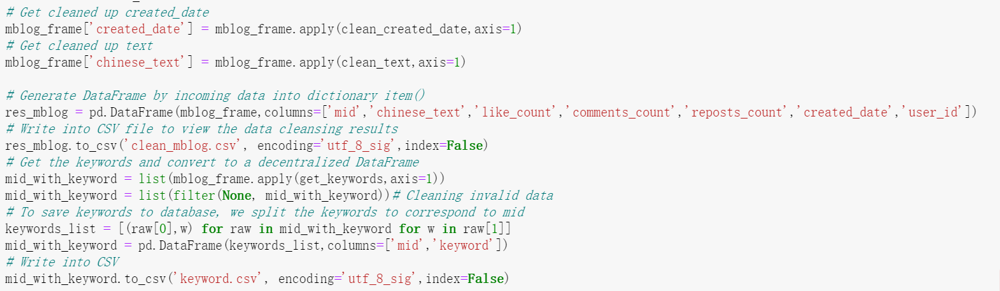 # Get cleaned up created_date
mblog_frame['created_date'] = mblog_frame.apply(clean_created_date,axis=1)
# Get cleaned up text
mblog_frame['chinese_text'] = mblog_frame.apply(clean_text,axis=1)
# Generate DataFrame by incoming data into dictionary item()
res_mblog = pd.DataFrame(mblog_frame,columns=['mid','chinese_text','like_count','comments_count','reposts_count','created_date','user_id'])
# Write into CSV file to view the data cleansing results
res_mblog.to_csv('clean_mblog.csv', encoding='utf_8_sig',index=False)
# Get the keywords and convert to a decentralized DataFrame
mid_with_keyword = list(mblog_frame.apply(get_keywords,axis=1))
mid_with_keyword = list(filter(None, mid_with_keyword))# Cleaning invalid data
# To save keywords to database, we split the keywords to correspond to mid
keywords_list = [(raw[0],w) for raw in mid_with_keyword for w in raw[1]]
mid_with_keyword = pd.DataFrame(keywords_list,columns=['mid','keyword'])
# Write into CSV
mid_with_keyword.to_csv('keyword.csv', encoding='utf_8_sig',index=False)